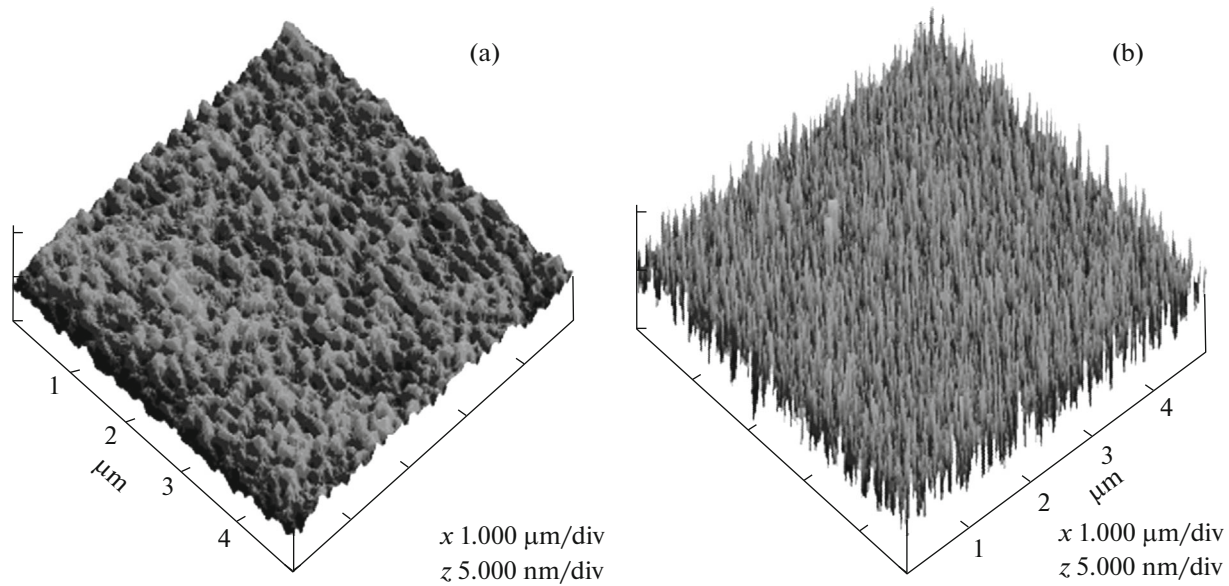 (a)
1
2
3
4
μm
x 1.000 μm/div
z 5.000 nm/div
(b)
1
2
3
4
μm
x 1.000 μm/div
z 5.000 nm/div